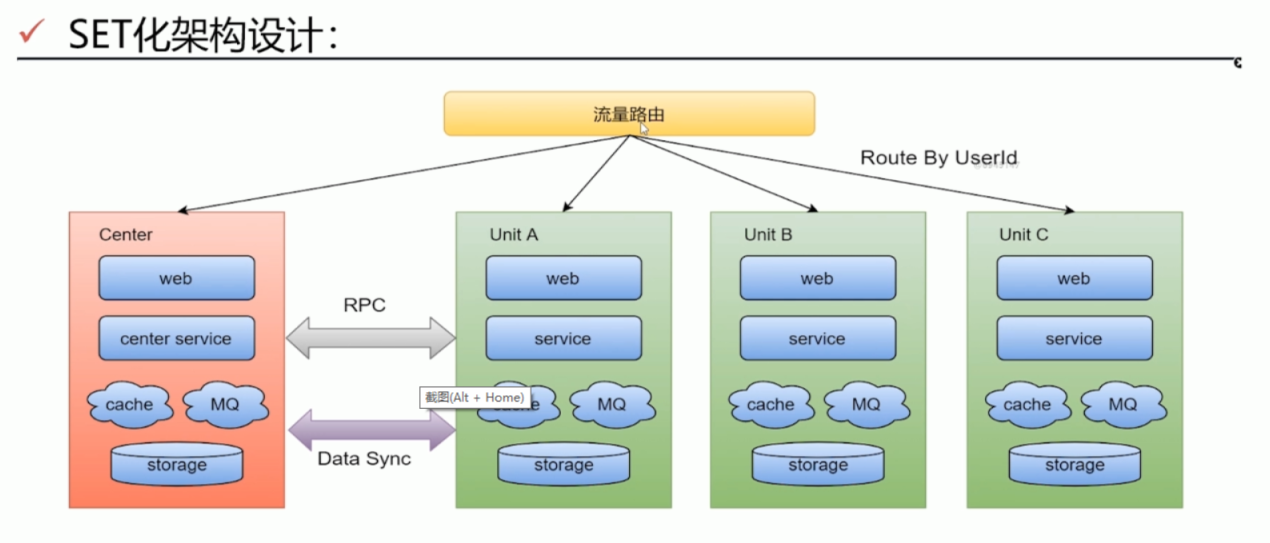 SET化架构设计：
流量路由
Route By UserId
Center
web
center service
cache
MQ
storage
RPC
Data Sync
截图(Alt + Home)
Unit A
web
service
MQ
storage
Unit B
web
service
cache
MQ
storage
Unit C
web
service
cache
MQ
storage